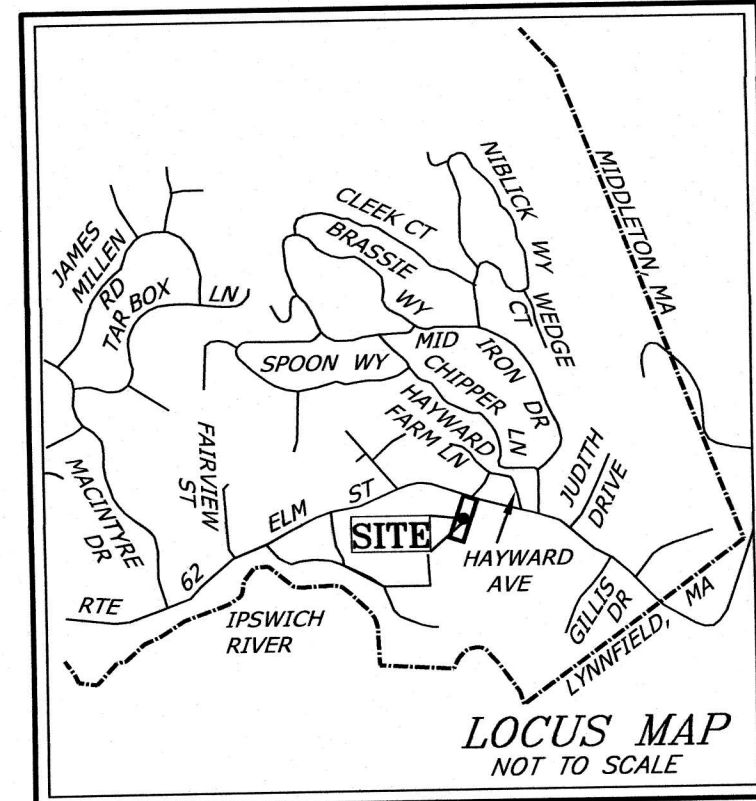 MIDDLETON, MA
NIBLICK WY
WEDGE
CT
CLEEK CT
BRASSIE
WY
JAMES
MILLEN
RD
TAR BOX
LN
MID
IRON DR
SPOON WY
CHIPPER LN
HAYWARD
FARM LN
FAIRVIEW
ST
MACINTYRE
DR
JUDITH
DRIVE
ELM
ST
SITE
HAYWARD
AVE
62
RTE
IPSWICH
RIVER
GILLIS
DR
LYNNFIELD, MA
LOCUS MAP
NOT TO SCALE